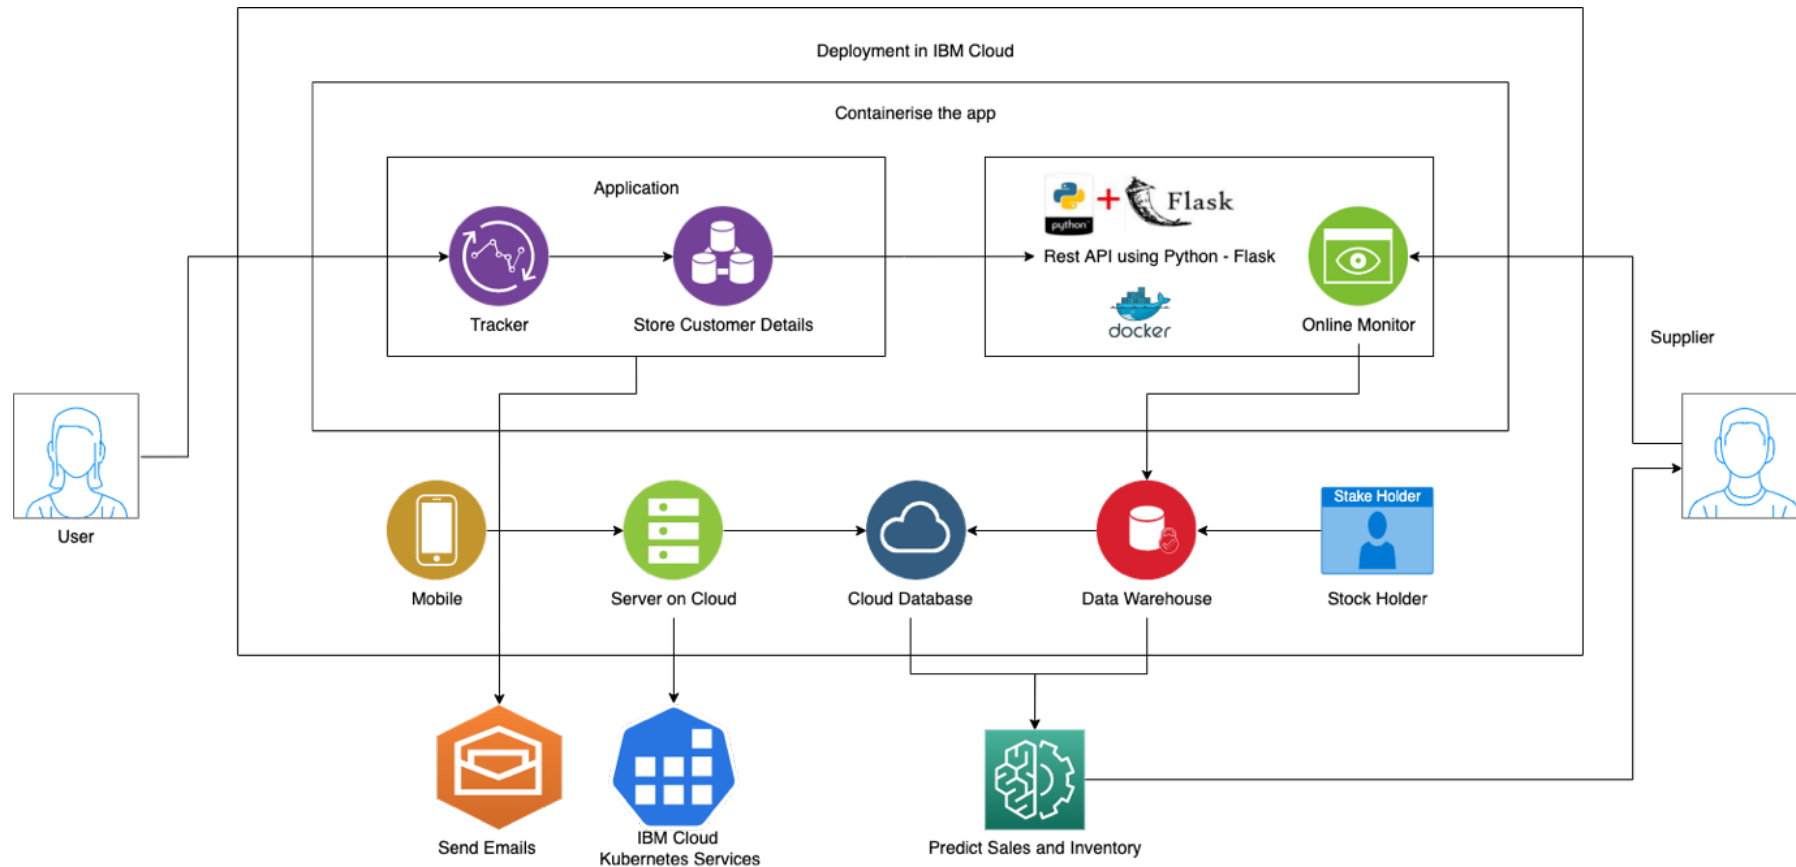 Deployment in IBM Cloud
Containerise the app
Application
python
+
Flask
Rest API using Python - Flask
docker
Tracker
Store Customer Details
Online Monitor
Supplier
User
Stake Holder
Mobile
Server on Cloud
Cloud Database
Data Warehouse
Stock Holder
Send Emails
IBM Cloud
Kubernetes Services
Predict Sales and Inventory